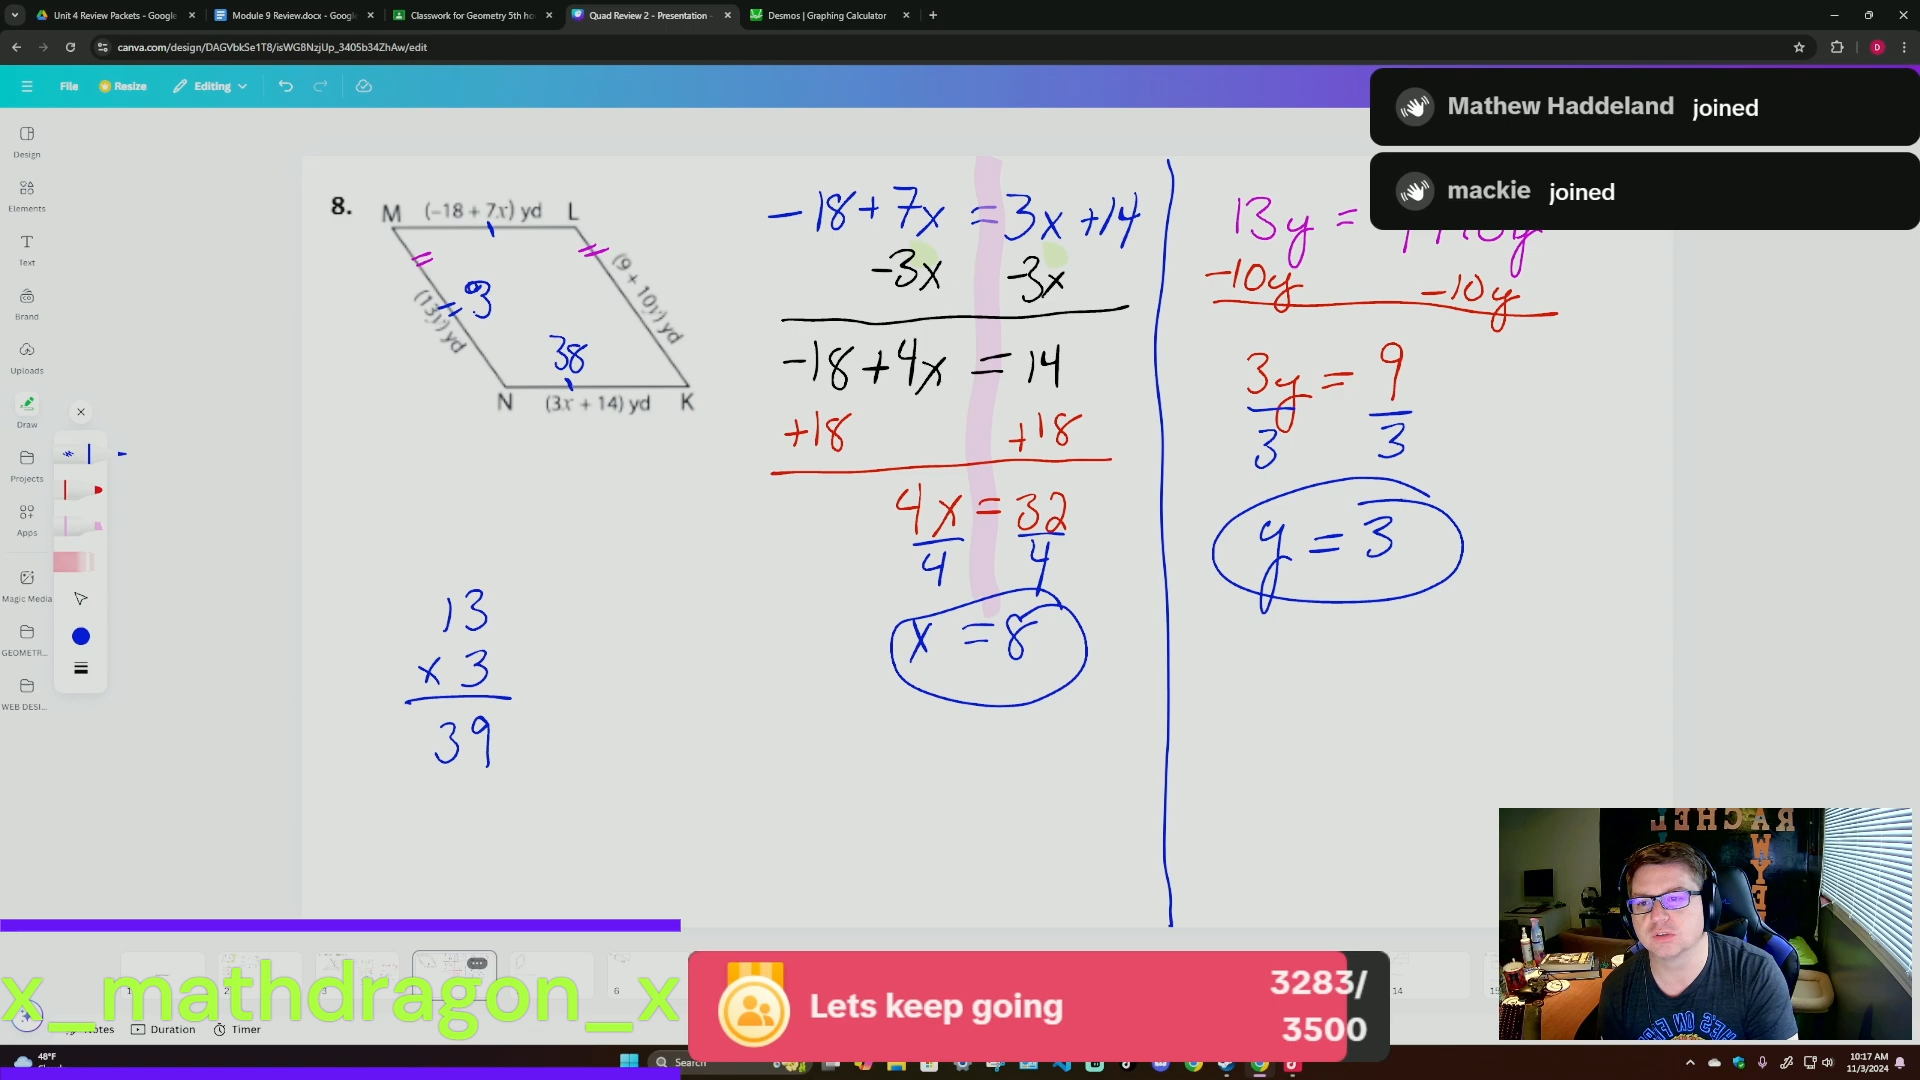 Unit 4 Review Packets - Google
Module 9 Review.docx - Google
Classwork for Geometry 5th ho
Quad Review 2 - Presentation -
Desmos | Graphing Calculator
canva.com/design/DAGVbkSe1T8/isWG8NzjUp_3405b34ZhAw/edit
D
File
Resize
Editing
Mathew Haddeland joined
mackie joined
Design
Elements
Text
Brand
Uploads
Draw
Projects
Apps
Magic Media
GEOMETR...
WEB DESI...
8.
M (−18 + 7x) yd L
(13y) yd
(9 + 10y) yd
38
N (3x + 14) yd K
-18 + 7x = 3x + 14
-3x -3x
-18 + 4x = 14
+18 +18
4x = 32
4 4
x = 8
13y =
-10y -10y
3y = 9
3 3
y = 3
13
x 3
39
x_mathdragon_x
6
14
Notes
Duration
Timer
Lets keep going
3283/
3500
RACHEL
48°F
Search
10:17 AM
11/3/2024